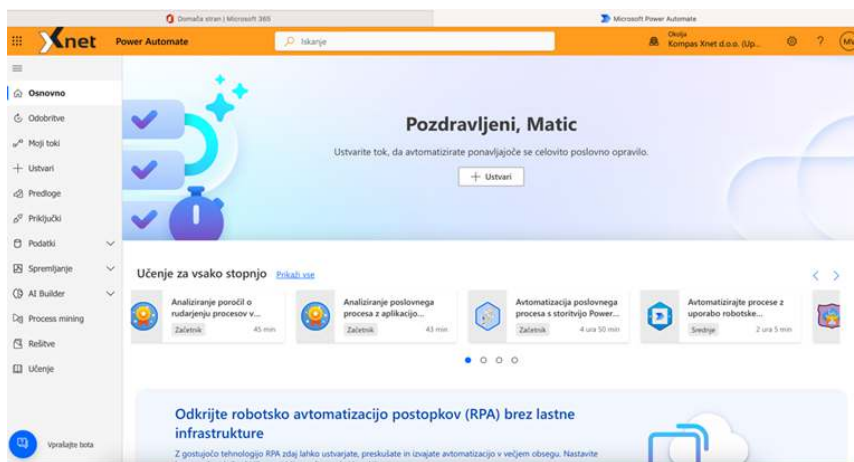 Domača stran | Microsoft 365
Microsoft Power Automate
Xnet
Power Automate
Iskanje
Okolja
Kompas Xnet d.o.o. (Up...
?
Osnovno
Odobritve
Moji toki
Ustvari
Predloge
Priključki
Podatki
Spremljanje
AI Builder
Process mining
Rešitve
Učenje
Vprašajte bota
Pozdravljeni, Matic
Ustvarite tok, da avtomatizirate ponavljajoče se celovito poslovno opravilo.
Ustvari
Učenje za vsako stopnjo Prikaži vse
Analiziranje poročil o
rudarjenju procesov v...
Začetnik 45 min
Analiziranje poslovnega
procesa z aplikacijo...
Začetnik 43 min
Avtomatizacija poslovnega
procesa s storitvijo Power...
Začetnik 4 ura 50 min
Avtomatizirajte procese z
uporabo robotske...
Srednje 2 ura 5 min
Odkrijte robotsko avtomatizacijo postopkov (RPA) brez lastne
infrastrukture
Z gostujočo tehnologijo RPA zdaj lahko ustvarjate, preskušate in izvajate avtomatizacijo v večjem obsegu. Nastavite